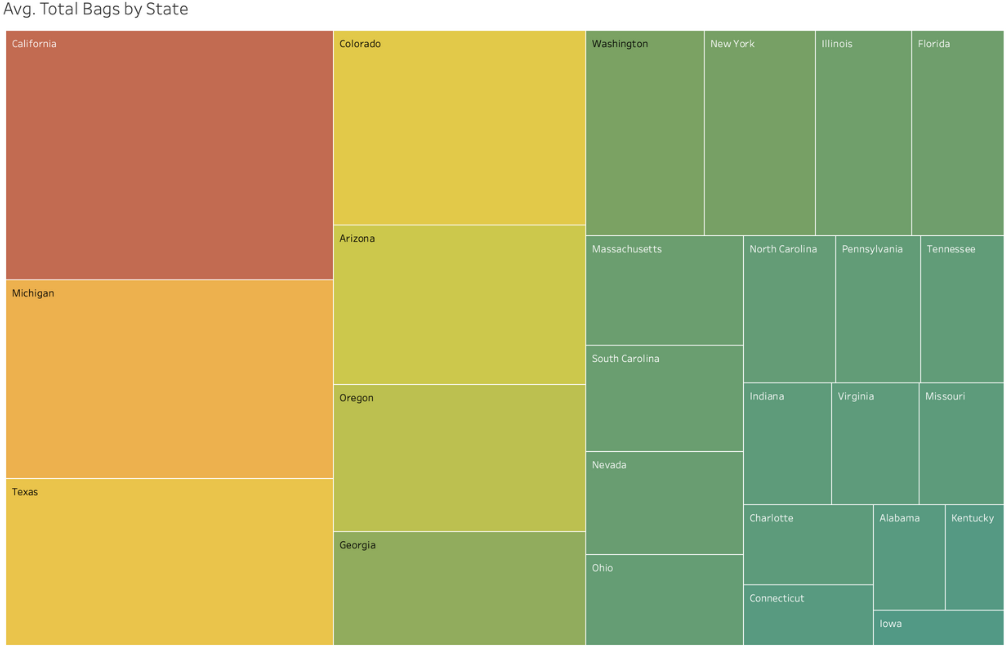 Avg. Total Bags by State
California
Colorado
Washington
New York
Illinois
Florida
Arizona
Massachusetts
North Carolina
Pennsylvania
Tennessee
Michigan
South Carolina
Oregon
Indiana
Virginia
Missouri
Nevada
Texas
Charlotte
Alabama
Kentucky
Georgia
Ohio
Connecticut
Iowa